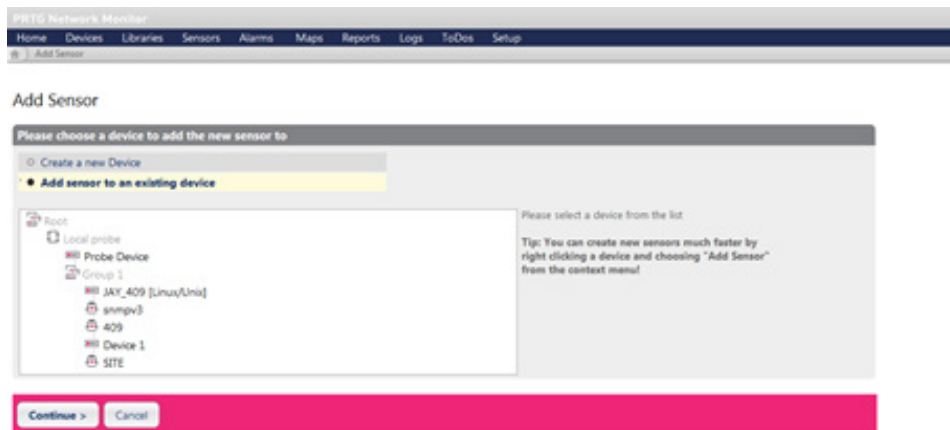 PRTG Network Monitor
Home Devices Libraries Sensors Alarms Maps Reports Logs ToDos Setup
Add Sensor
Add Sensor
Please choose a device to add the new sensor to
Create a new Device
Add sensor to an existing device
Root
Local probe
Probe Device
Group 1
JAY_409 [Linux/Unix]
snmpv3
409
Device 1
SITE
Please select a device from the list
Tip: You can create new sensors much faster by
right clicking a device and choosing "Add Sensor"
from the context menu!
Continue >
Cancel